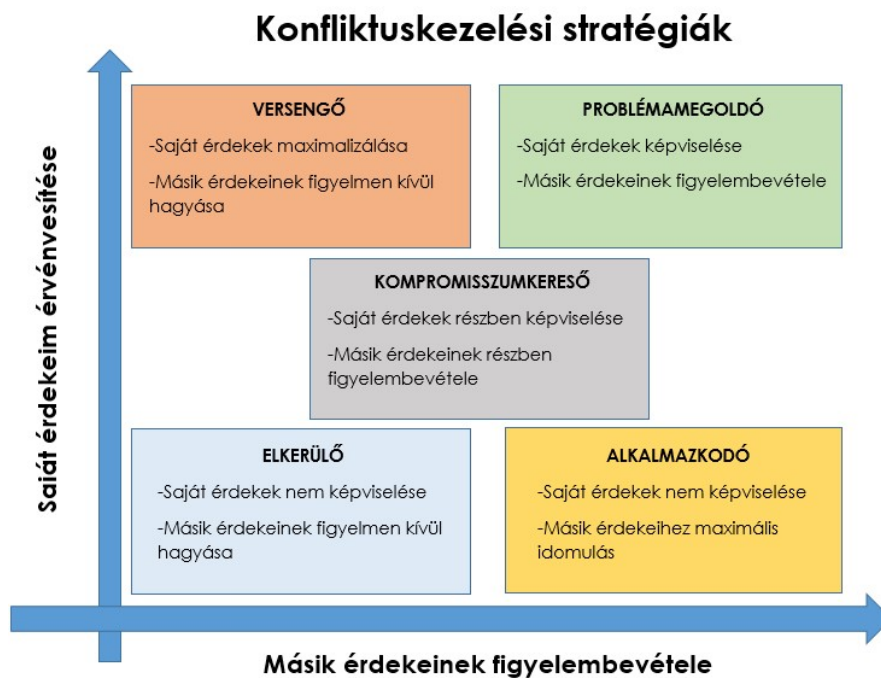 Konfliktuskezelési stratégiák
Saját érdekeim érvényesítése
VERSENGŐ
-Saját érdekek maximalizálása
-Másik érdekeinek figyelmen kívül
hagyása
PROBLÉMAMEGOLDÓ
-Saját érdekek képviselése
-Másik érdekeinek figyelembevétele
KOMPROMISSZUMKERESŐ
-Saját érdekek részben képviselése
-Másik érdekeinek részben
figyelembevétele
ELKERÜLŐ
-Saját érdekek nem képviselése
-Másik érdekeinek figyelmen kívül
hagyása
ALKALMAZKODÓ
-Saját érdekek nem képviselése
-Másik érdekeihez maximális
idomulás
Másik érdekeinek figyelembevétele